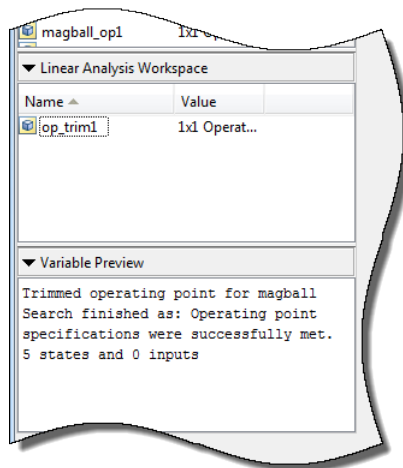 magball_op1 1x1
Linear Analysis Workspace
Name Value
op_trim1 1x1 Operat...
Variable Preview
Trimmed operating point for magball
Search finished as: Operating point
specifications were successfully met.
5 states and 0 inputs